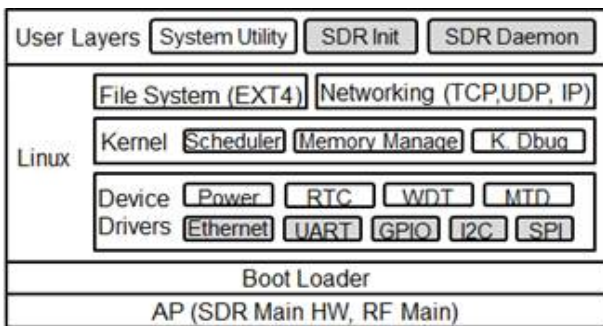 User Layers System Utility SDR Init SDR Daemon
File System (EXT4) Networking (TCP,UDP, IP)
Linux
Kernel Scheduler Memory Manage K. Dbug
Device Power RTC WDT MTD
Drivers Ethernet UART GPIO I2C SPI
Boot Loader
AP (SDR Main HW, RF Main)